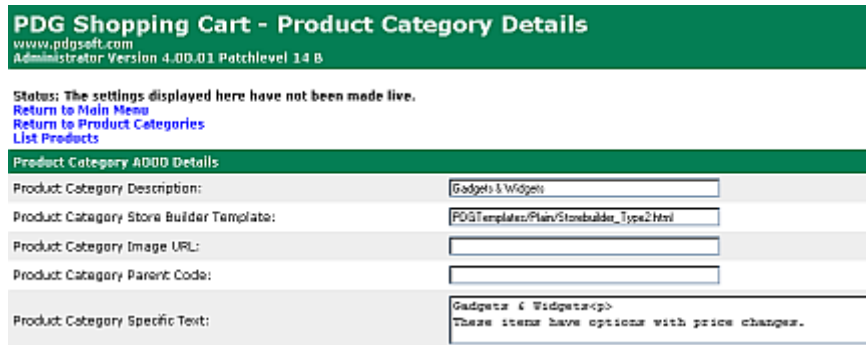 PDG Shopping Cart - Product Category Details
www.pdgsoft.com
Administrator Version 4.00.01 Patchlevel 14 B
Status: The settings displayed here have not been made live.
Return to Main Menu
Return to Product Categories
List Products
Product Category A000 Details
Product Category Description: Gadgets & Widgets
Product Category Store Builder Template: PDGTemplates/Plain/Storebuilder_Type2.html
Product Category Image URL:
Product Category Parent Code:
Product Category Specific Text: Gadgets & Widgets<p>
These items have options with price changes.